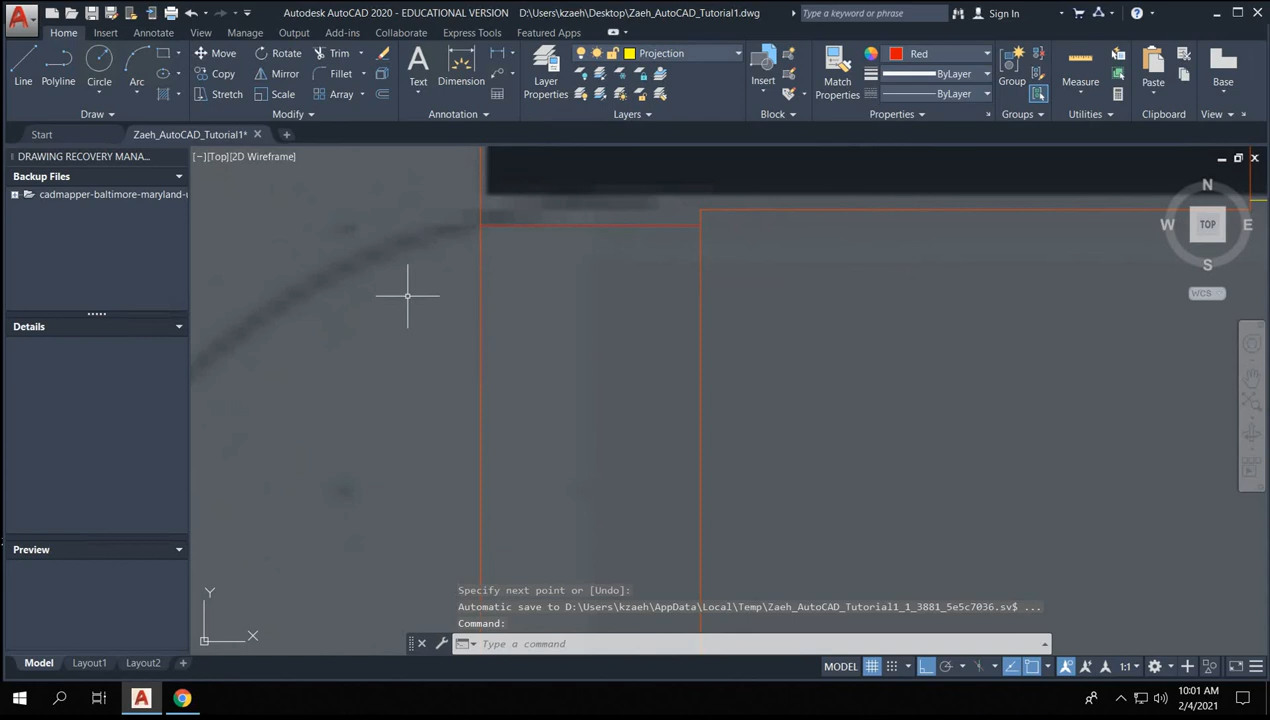 Autodesk AutoCAD 2020 - EDUCATIONAL VERSION D:\Users\kzaeh\Desktop\Zaeh_AutoCAD_Tutorial1.dwg Type a keyword or phrase Sign In
Home Insert Annotate View Manage Output Add-ins Collaborate Express Tools Featured Apps
Line Polyline Circle Arc
Move Rotate Trim
Copy Mirror Fillet
Stretch Scale Array
Text Dimension
Layer Properties
Projection
Insert
Match Properties
Red
ByLayer
ByLayer
Group
Measure
Paste
Base
Draw Modify Annotation Layers Block Properties Groups Utilities Clipboard View
Start Zaeh_AutoCAD_Tutorial1*
DRAWING RECOVERY MANA...
[−][Top][2D Wireframe]
Backup Files
cadmapper-baltimore-maryland-u
N
W TOP E
S
WCS
Details
Preview
Y
X
Specify next point or [Undo]:
Automatic save to D:\Users\kzaeh\AppData\Local\Temp\Zaeh_AutoCAD_Tutorial1_1_3881_5e5c7036.sv$ ...
Command:
Type a command
Model Layout1 Layout2 MODEL 1:1
10:01 AM
2/4/2021